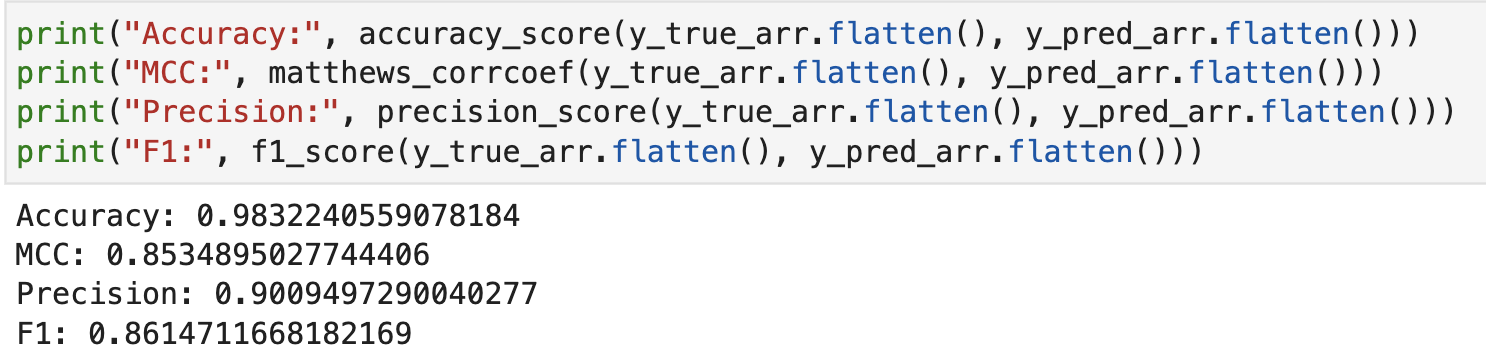 print("Accuracy:", accuracy_score(y_true_arr.flatten(), y_pred_arr.flatten()))
print("MCC:", matthews_corrcoef(y_true_arr.flatten(), y_pred_arr.flatten()))
print("Precision:", precision_score(y_true_arr.flatten(), y_pred_arr.flatten()))
print("F1:", f1_score(y_true_arr.flatten(), y_pred_arr.flatten()))
Accuracy: 0.9832240559078184
MCC: 0.8534895027744406
Precision: 0.9009497290040277
F1: 0.8614711668182169